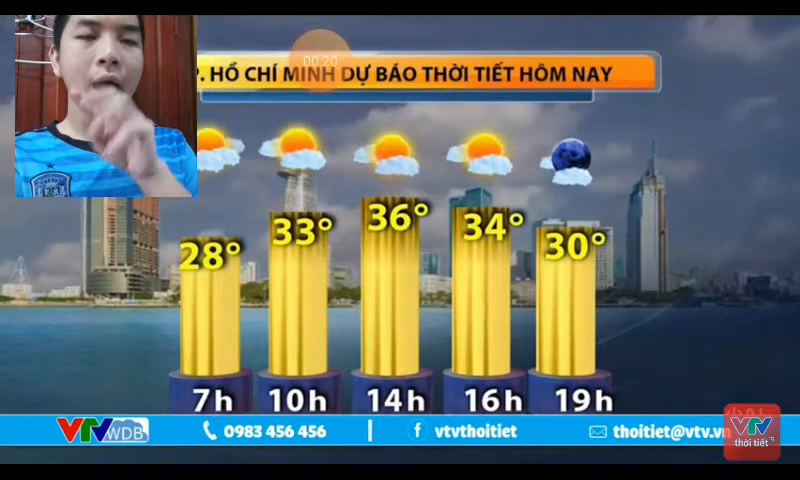 00:20
P. HỒ CHÍ MINH DỰ BÁO THỜI TIẾT HÔM NAY
28° 33° 36° 34° 30°
7h 10h 14h 16h 19h
VTV WDB 0983 456 456 vtvthoitiet thoitiet@vtv.vn
VTV
thời tiết